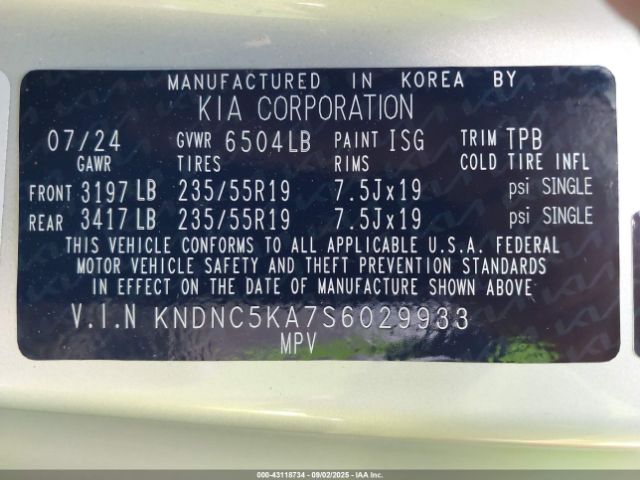 MANUFACTURED IN KOREA BY
KIA CORPORATION
07/24 GVWR 6504LB PAINT ISG TRIM TPB
GAWR TIRES RIMS COLD TIRE INFL
FRONT 3197 LB 235/55R19 7.5Jx19 psi SINGLE
REAR 3417 LB 235/55R19 7.5Jx19 psi SINGLE
THIS VEHICLE CONFORMS TO ALL APPLICABLE U.S.A. FEDERAL
MOTOR VEHICLE SAFETY AND THEFT PREVENTION STANDARDS
IN EFFECT ON THE DATE OF MANUFACTURE SHOWN ABOVE
V.I.N KNDNC5KA7S6029933
MPV
000-43118734 - 09/02/2025 - IAAI.CA